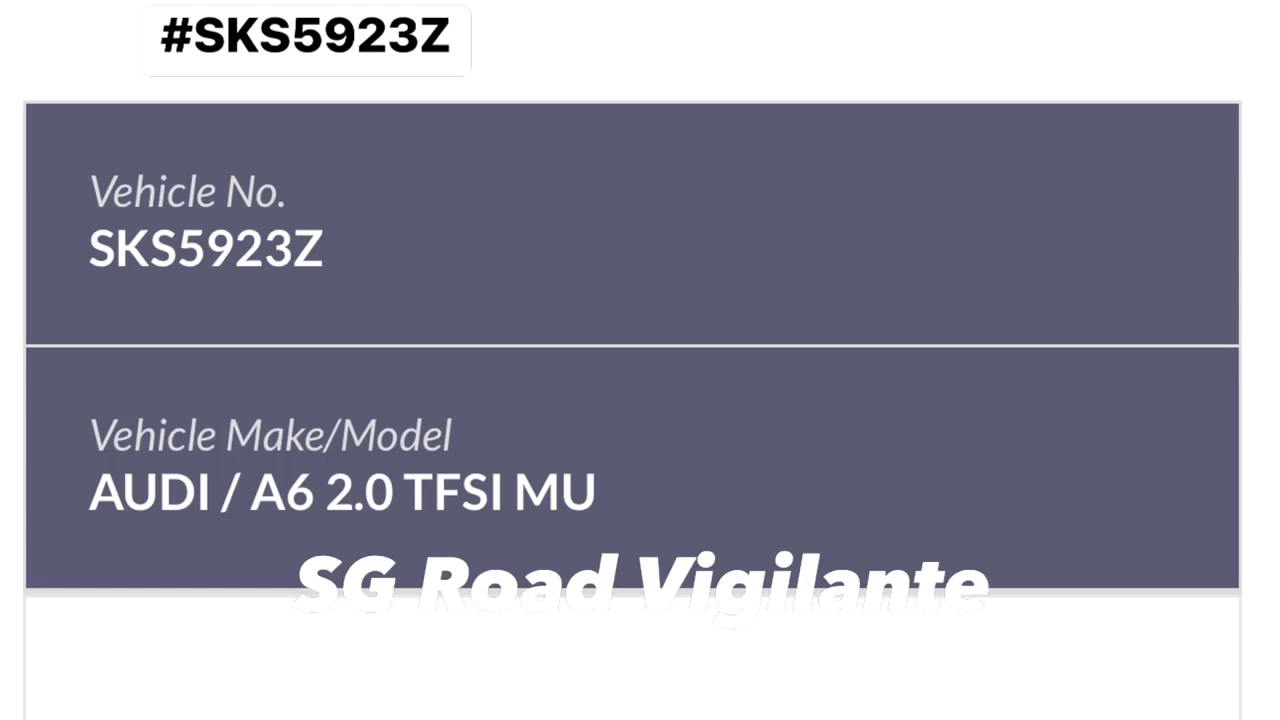 #SKS5923Z
Vehicle No.
SKS5923Z
Vehicle Make/Model
AUDI / A6 2.0 TFSI MU
SG Road Vigilante